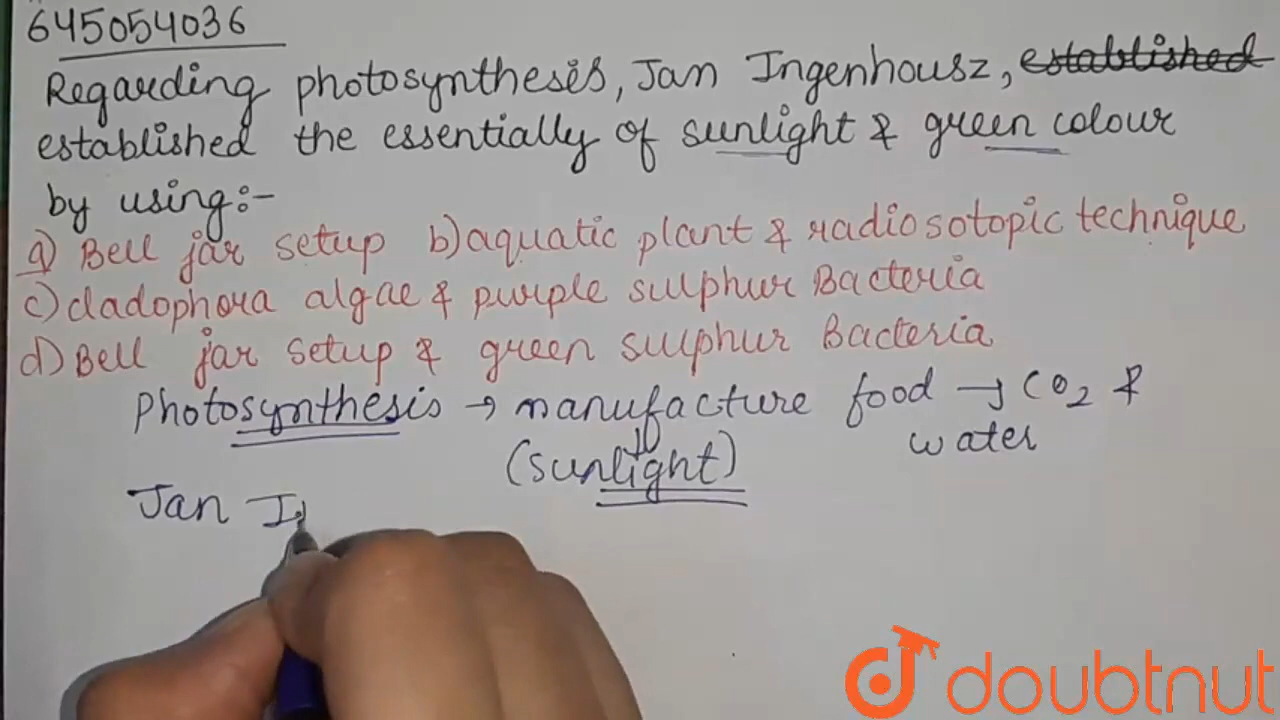 645054036
Regarding photosynthesis, Jan Ingenhousz, established
established the essentially of sunlight & green colour
by using:-
a) Bell jar setup b) aquatic plant & radiosotopic technique
c) cladophora algae & purple sulphur Bacteria
d) Bell jar setup & green sulphur Bacteria
Photosynthesis → manufacture food → CO2 &
water
(sunlight)
Jan I
doubtnut